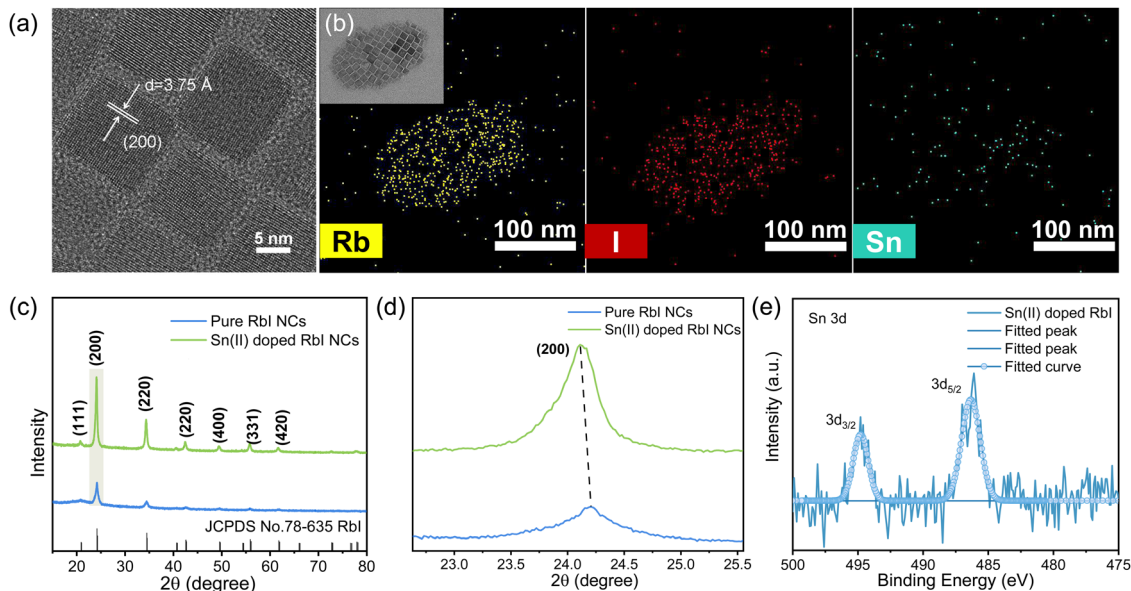 (a)
d=3.75 Å
(200)
5 nm
(b)
Rb
100 nm
I
100 nm
Sn
100 nm
(c)
Pure RbI NCs
Sn(II) doped RbI NCs
(111)
(200)
(220)
(220)
(400)
(331)
(420)
JCPDS No.78-635 RbI
Intensity
20 30 40 50 60 70 80
2θ (degree)
(d)
Pure RbI NCs
Sn(II) doped RbI NCs
(200)
Intensity
23.0 23.5 24.0 24.5 25.0 25.5
2θ (degree)
(e)
Sn 3d
Sn(II) doped RbI
Fitted peak
Fitted peak
Fitted curve
3d3/2
3d5/2
Intensity (a.u.)
500 495 490 485 480 475
Binding Energy (eV)